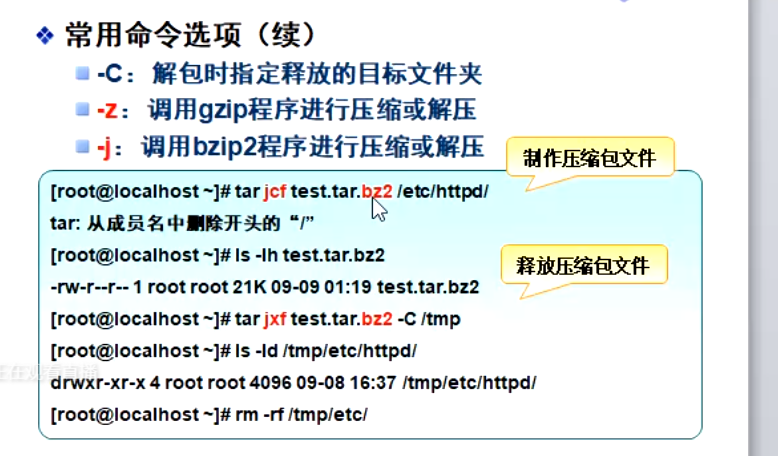 常用命令选项（续）
-C：解包时指定释放的目标文件夹
-z：调用gzip程序进行压缩或解压
-j：调用bzip2程序进行压缩或解压
制作压缩包文件
[root@localhost ~]# tar jcf test.tar.bz2 /etc/httpd/
tar: 从成员名中删除开头的“/”
[root@localhost ~]# ls -lh test.tar.bz2
释放压缩包文件
-rw-r--r-- 1 root root 21K 09-09 01:19 test.tar.bz2
[root@localhost ~]# tar jxf test.tar.bz2 -C /tmp
[root@localhost ~]# ls -ld /tmp/etc/httpd/
正在观看直播
drwxr-xr-x 4 root root 4096 09-08 16:37 /tmp/etc/httpd/
[root@localhost ~]# rm -rf /tmp/etc/